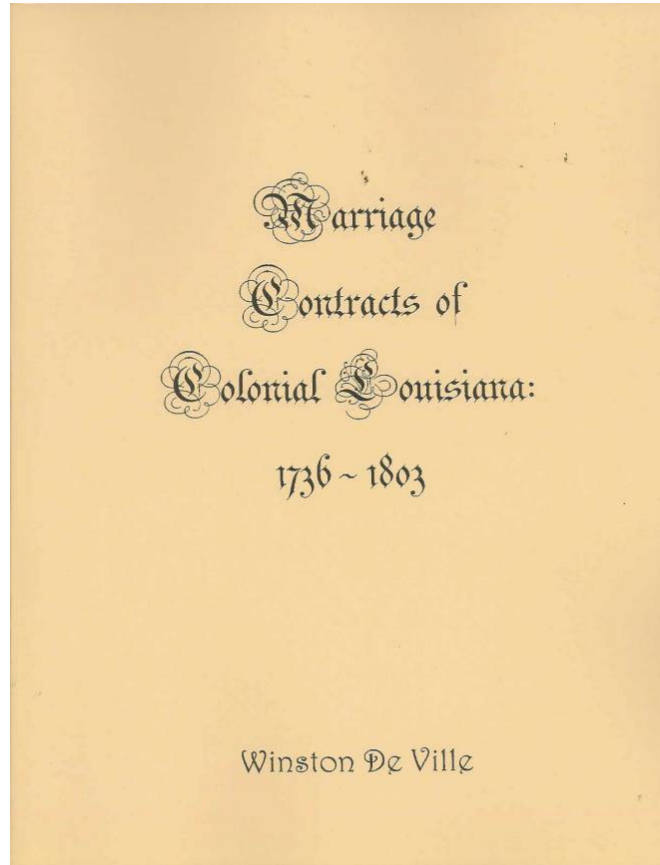 Marriage
Contracts of
Colonial Louisiana:
1736 ~ 1803
Winston De Ville